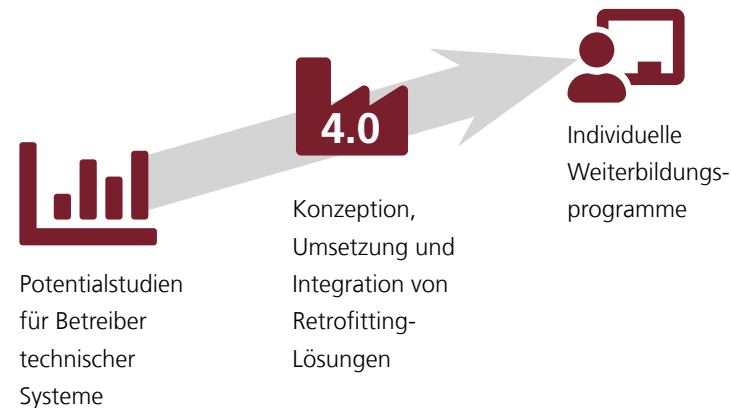 Potentialstudien
für Betreiber
technischer
Systeme
4.0
Konzeption,
Umsetzung und
Integration von
Retrofitting-
Lösungen
Individuelle
Weiterbildungs-
programme